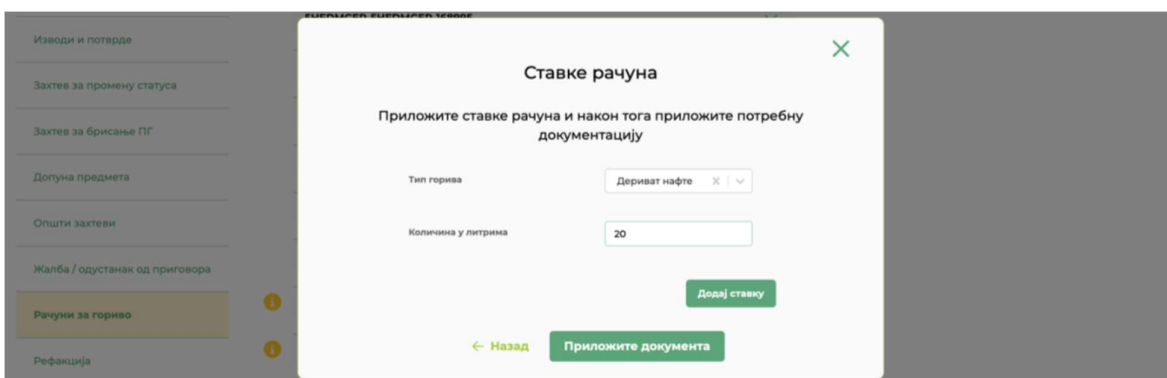 Изводи и потврде
Захтев за промену статуса
Захтев за брисање ПГ
Допуна предмета
Општи захтеви
Жалба / одустанак од приговора
Рачуни за гориво
Рефакција
Ставке рачуна
Приложите ставке рачуна и након тога приложите потребну
документацију
Тип горива
Дериват нафте
Количина у литрима
20
Додај ставку
← Назад
Приложите документа